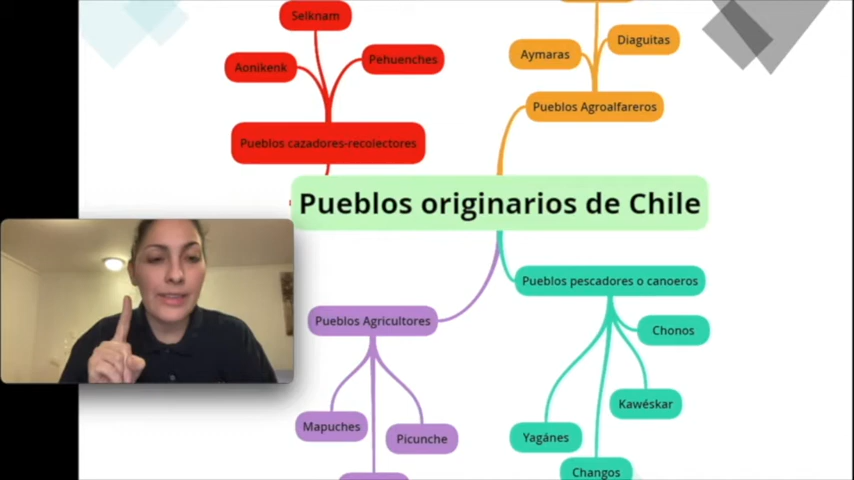 Selknam
Aonikenk
Pehuenches
Pueblos cazadores-recolectores
Diaguitas
Aymaras
Pueblos Agroalfareros
Pueblos originarios de Chile
Pueblos Agricultores
Mapuches
Picunche
Pueblos pescadores o canoeros
Chonos
Kawéskar
Yagánes
Changos